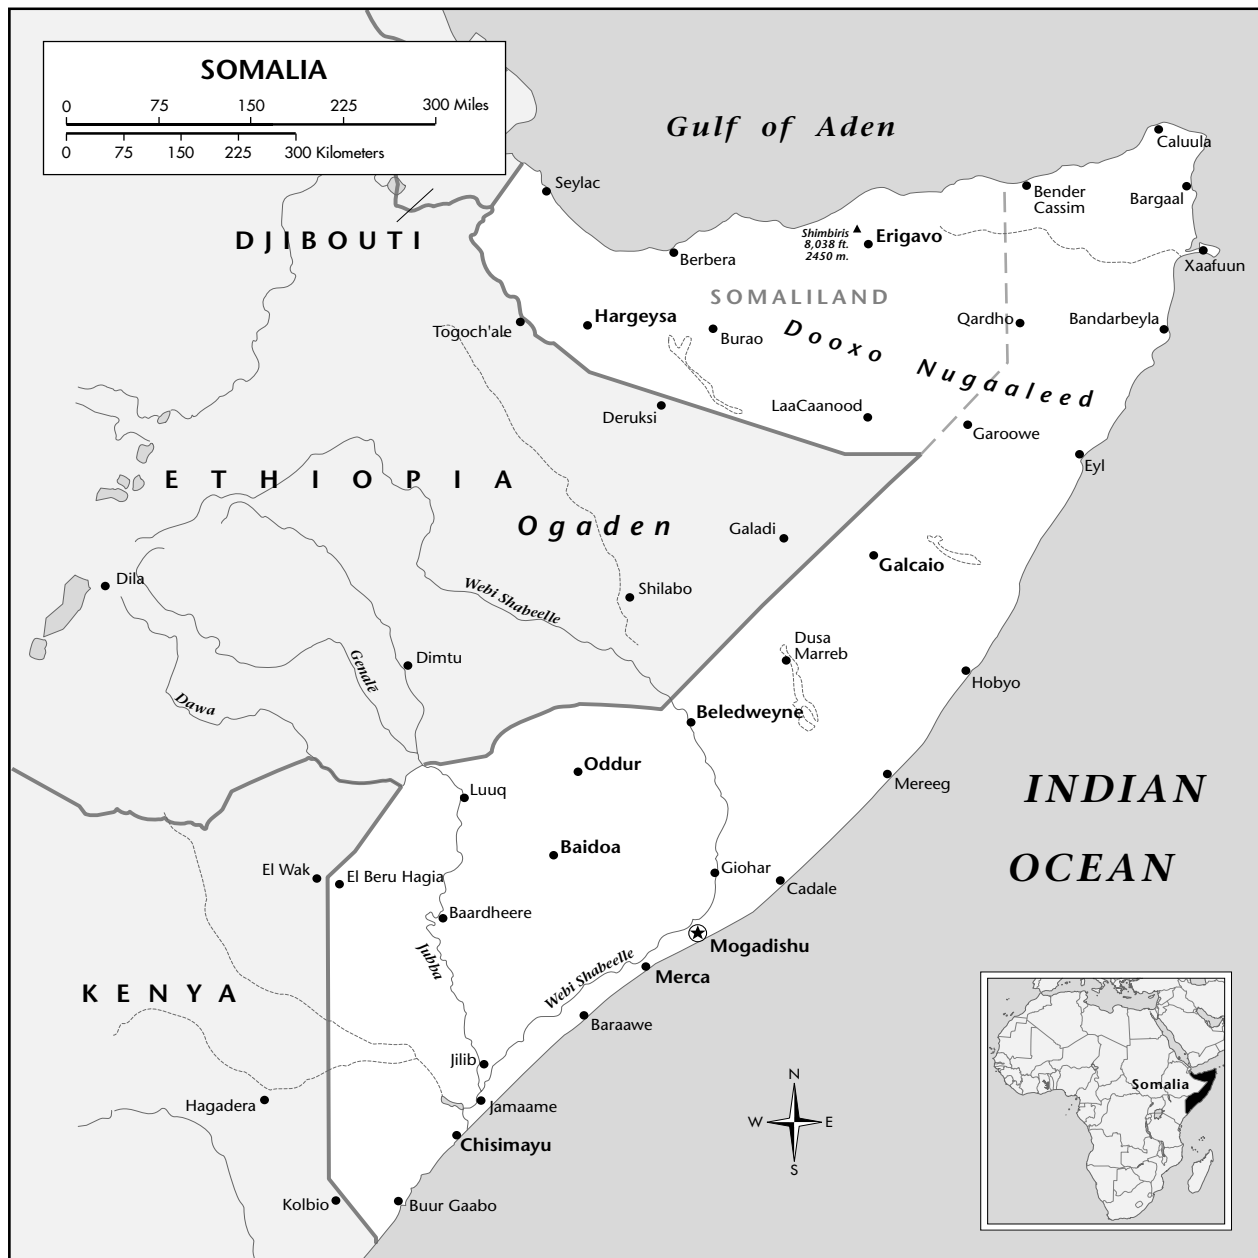 SOMALIA
0 75 150 225 300 Miles
0 75 150 225 300 Kilometers
Gulf of Aden
Caluula
Seylac
Bender
Cassim
Bargaal
DJIBOUTI
Shimbiris
8,038 ft.
2450 m.
Erigavo
Berbera
Xaafuun
SOMALILAND
Hargeysa
Togoch'ale
Burao
Qardho
Bandarbeyla
Dooxo Nugaaleed
Deruksi
LaaCaanood
Garoowe
Eyl
ETHIOPIA
Ogaden
Galadi
Galcaio
Dila
Webi Shabeelle
Shilabo
Dusa
Marreb
Genalē
Dimtu
Hobyo
Dawa
Beledweyne
Oddur
Luuq
Mereeg
INDIAN
OCEAN
Baidoa
El Wak
El Beru Hagia
Giohar
Cadale
Baardheere
Jubba
Webi Shabeelle
Mogadishu
Merca
KENYA
Baraawe
Jilib
Hagadera
Jamaame
Chisimayu
Kolbio
Buur Gaabo
N
W E
S
Somalia